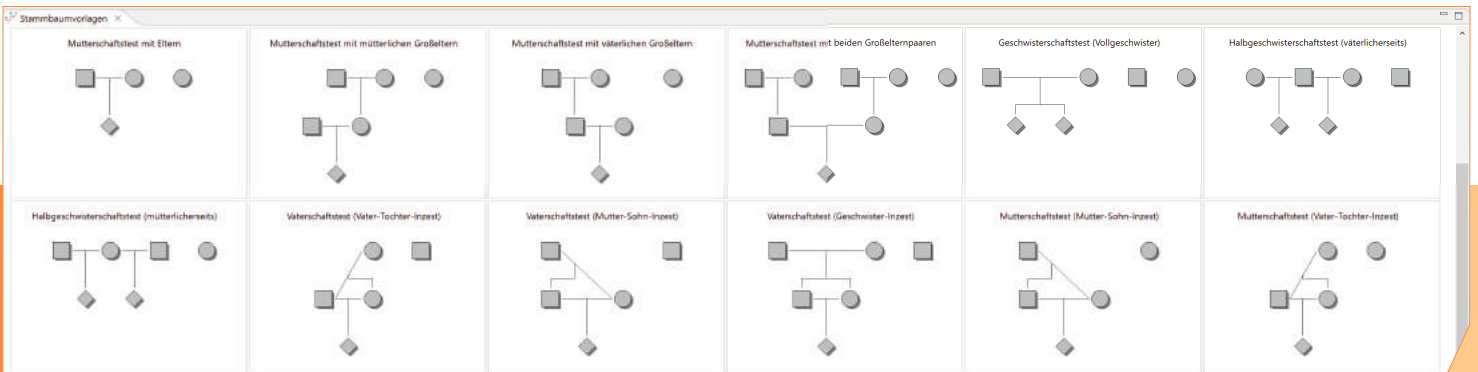 Stammbaumvorlagen
Mutterschaftstest mit Eltern
Mutterschaftstest mit mütterlichen Großeltern
Mutterschaftstest mit väterlichen Großeltern
Mutterschaftstest mit beiden Großelternpaaren
Geschwisterschaftstest (Vollgeschwister)
Halbgeschwisterschaftstest (väterlicherseits)
Halbgeschwisterschaftstest (mütterlicherseits)
Vaterschaftstest (Vater-Tochter-Inzest)
Vaterschaftstest (Mutter-Sohn-Inzest)
Vaterschaftstest (Geschwister-Inzest)
Mutterschaftstest (Mutter-Sohn-Inzest)
Mutterschaftstest (Vater-Tochter-Inzest)